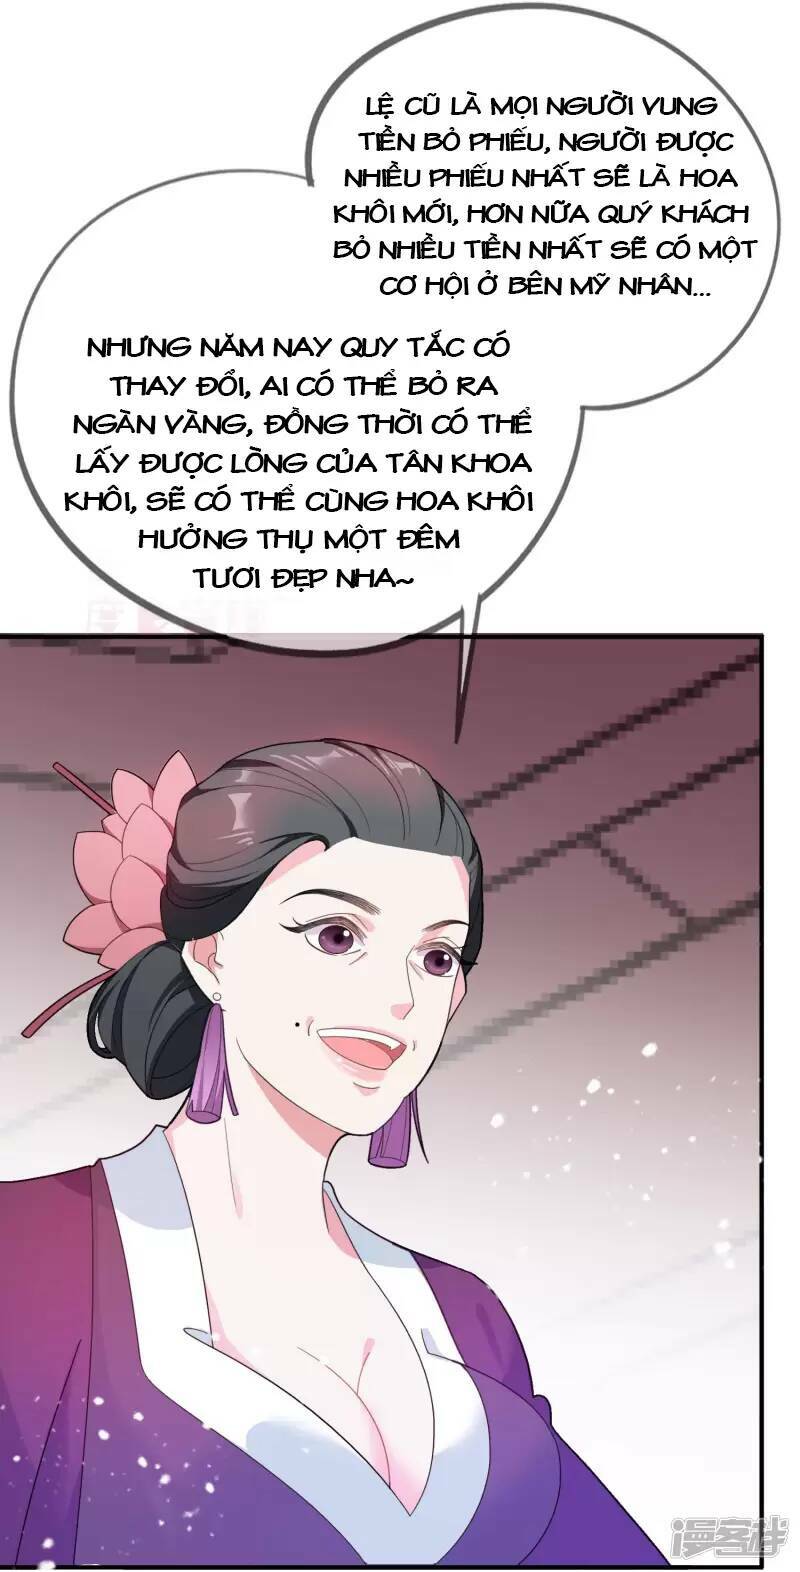 LỆ CŨ LÀ MỌI NGƯỜI VUNG
TIỀN BỎ PHIẾU, NGƯỜI ĐƯỢC
NHIỀU PHIẾU NHẤT SẼ LÀ HOA
KHÔI MỚI, HƠN NỮA QUÝ KHÁCH
BỎ NHIỀU TIỀN NHẤT SẼ CÓ MỘT
CƠ HỘI Ở BÊN MỸ NHÂN...
NHƯNG NĂM NAY QUY TẮC CÓ
THAY ĐỔI, AI CÓ THỂ BỎ RA
NGÀN VÀNG, ĐỒNG THỜI CÓ THỂ
LẤY ĐƯỢC LÒNG CỦA TÂN KHOA
KHÔI, SẼ CÓ THỂ CÙNG HOA KHÔI
HƯỞNG THỤ MỘT ĐÊM
TƯƠI ĐẸP NHA~
漫客栈